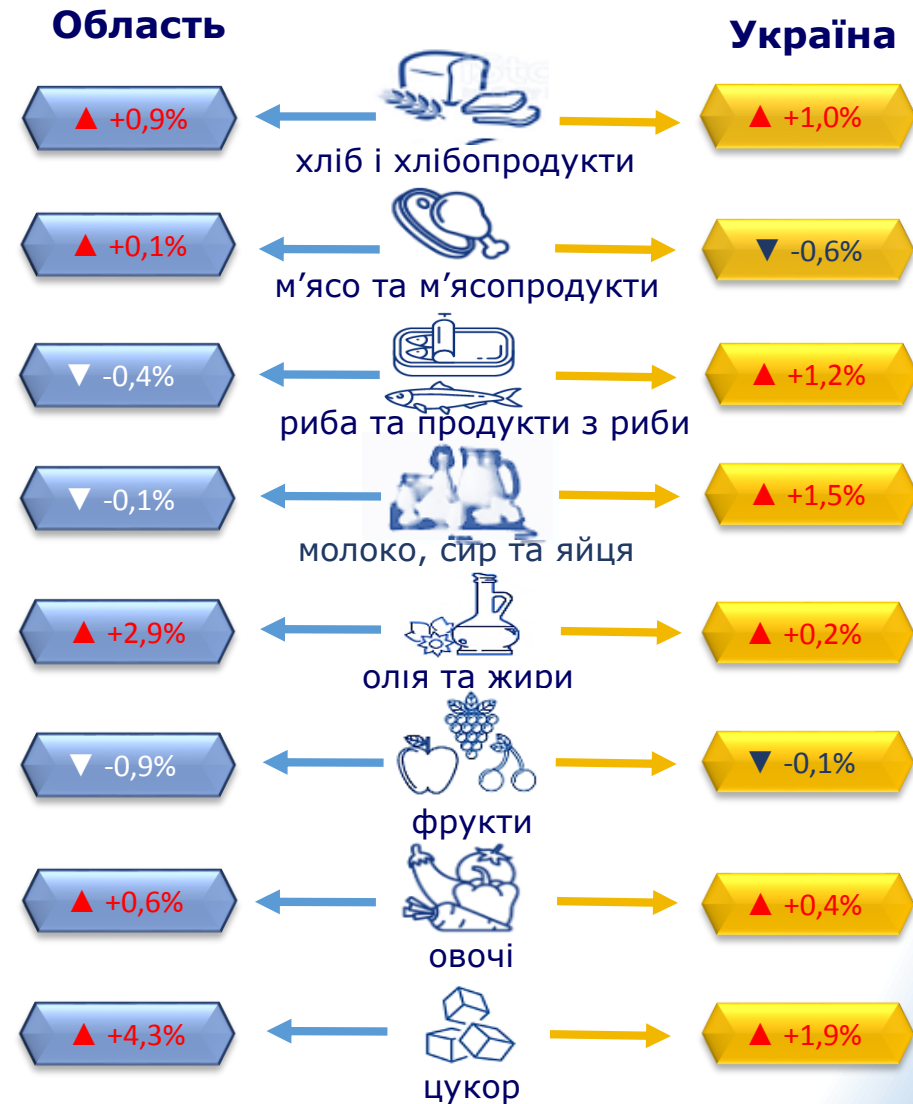 Область
Україна
▲ +0,9%
▲ +1,0%
хліб і хлібопродукти
▲ +0,1%
▼ -0,6%
м’ясо та м’ясопродукти
▼ -0,4%
▲ +1,2%
риба та продукти з риби
▼ -0,1%
▲ +1,5%
молоко, сир та яйця
▲ +2,9%
▲ +0,2%
олія та жири
▼ -0,9%
▼ -0,1%
фрукти
▲ +0,6%
▲ +0,4%
овочі
▲ +4,3%
▲ +1,9%
цукор